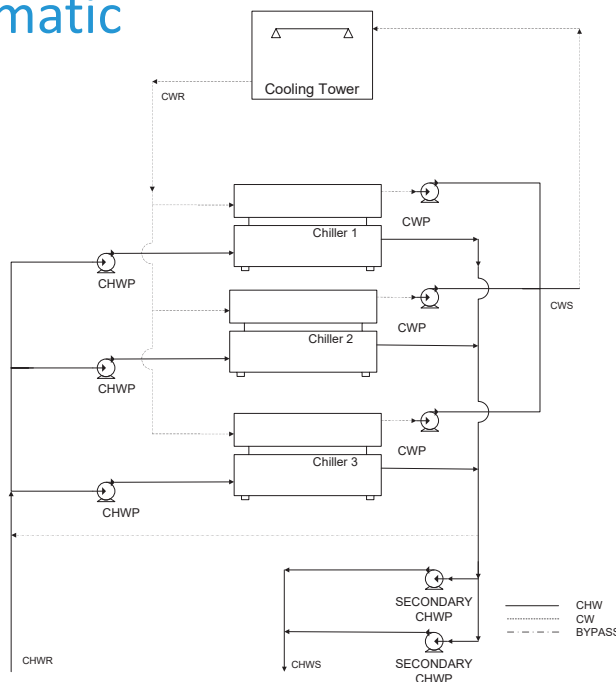 matic
Cooling Tower
CWR
CWP
Chiller 1
CHWP
CWS
CWP
Chiller 2
CHWP
CWP
Chiller 3
CHWP
SECONDARY
CHWP
CHW
CW
BYPASS
CHWR
CHWS
SECONDARY
CHWP